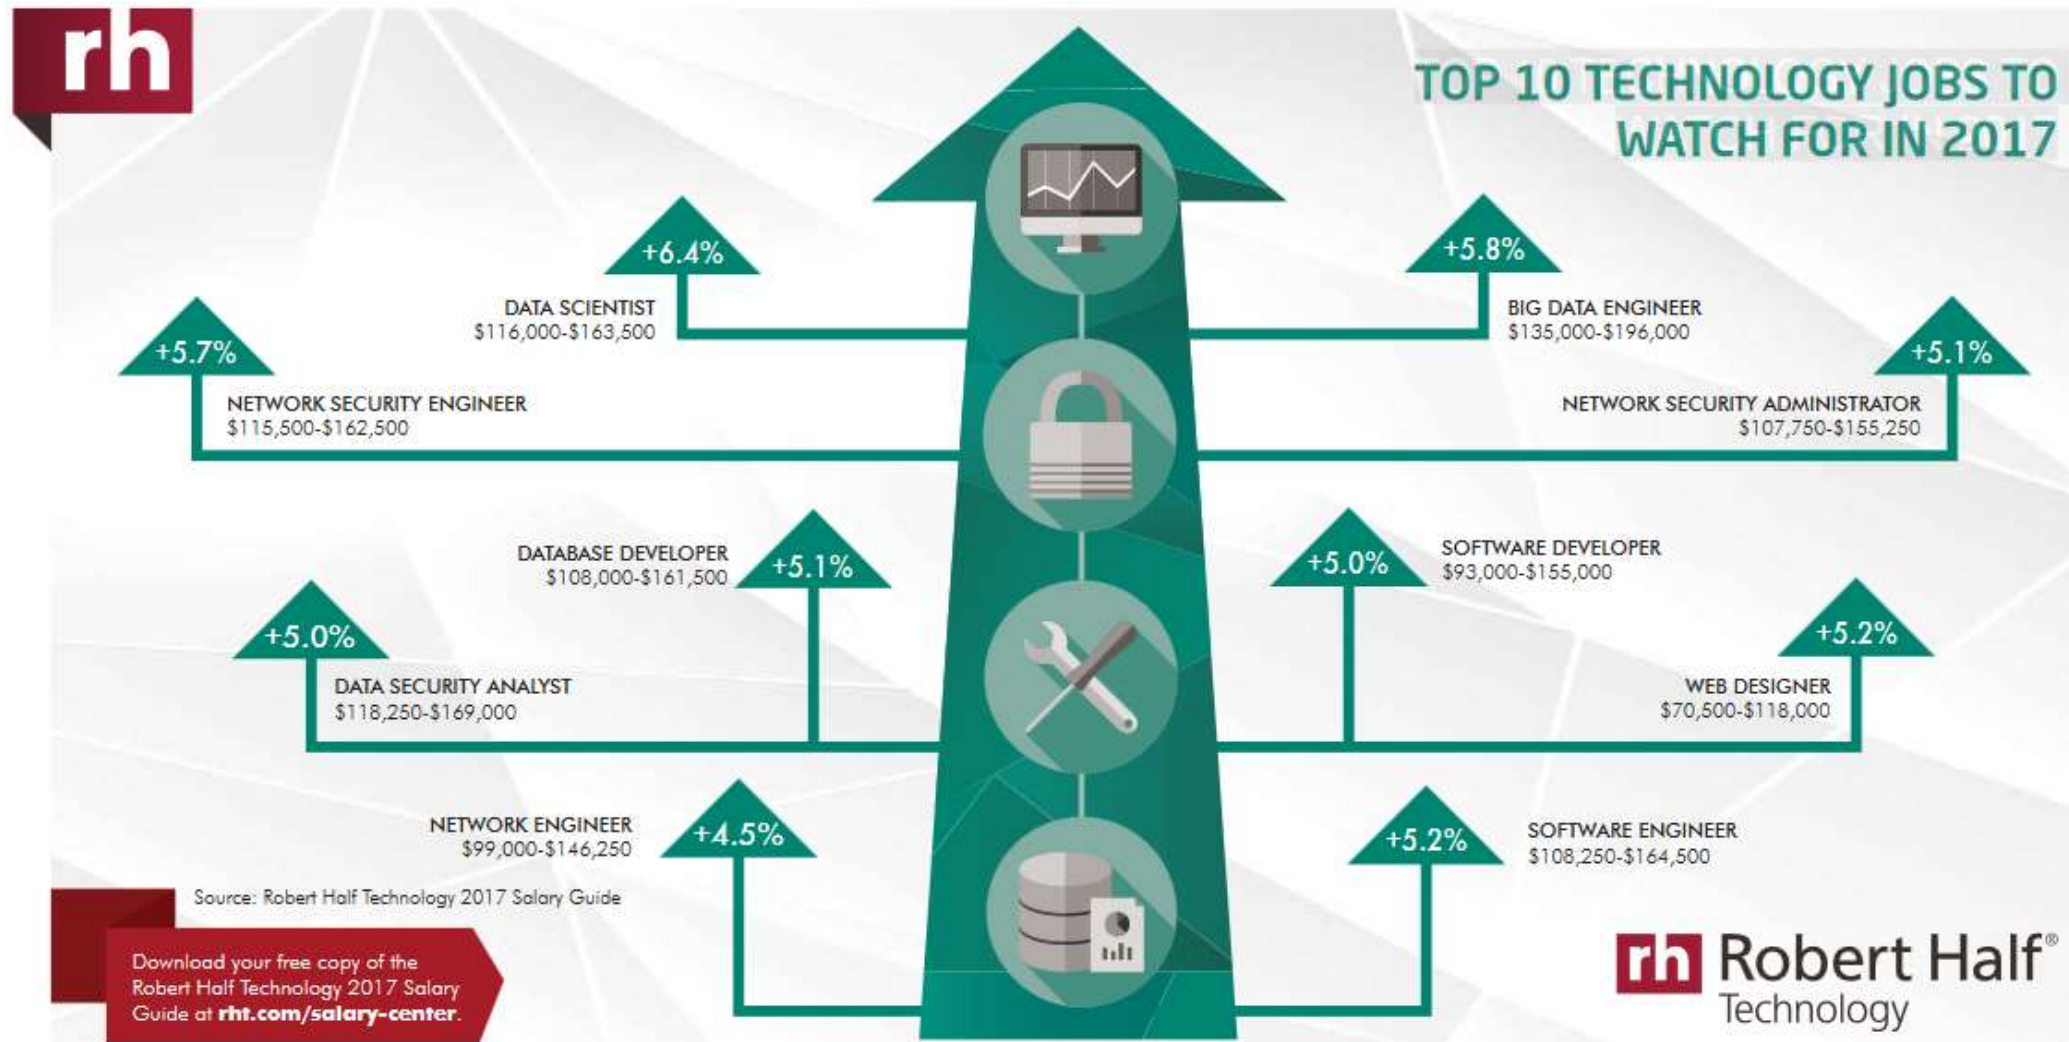 rh
TOP 10 TECHNOLOGY JOBS TO
WATCH FOR IN 2017
+6.4%
DATA SCIENTIST
$116,000-$163,500
+5.8%
BIG DATA ENGINEER
$135,000-$196,000
+5.7%
NETWORK SECURITY ENGINEER
$115,500-$162,500
+5.1%
NETWORK SECURITY ADMINISTRATOR
$107,750-$155,250
DATABASE DEVELOPER
$108,000-$161,500
+5.1%
+5.0%
SOFTWARE DEVELOPER
$93,000-$155,000
+5.0%
DATA SECURITY ANALYST
$118,250-$169,000
+5.2%
WEB DESIGNER
$70,500-$118,000
NETWORK ENGINEER
$99,000-$146,250
+4.5%
+5.2%
SOFTWARE ENGINEER
$108,250-$164,500
Source: Robert Half Technology 2017 Salary Guide
Download your free copy of the
Robert Half Technology 2017 Salary
Guide at rht.com/salary-center.
rh Robert Half®
Technology